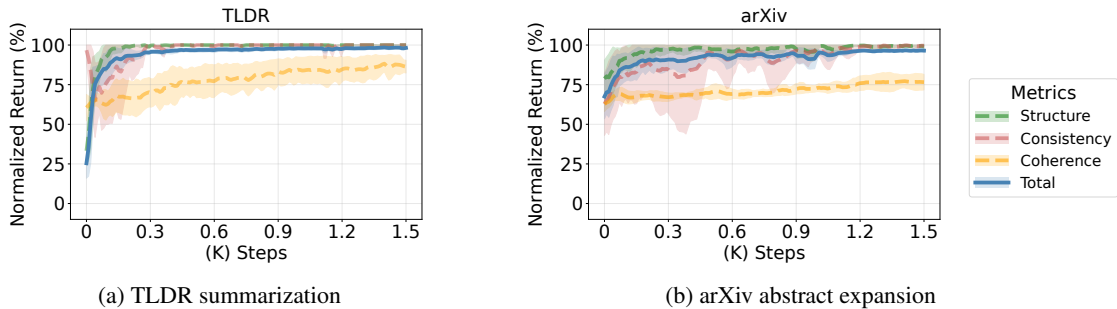 TLDR
Normalized Return (%)
100
75
50
25
0
0 0.3 0.6 0.9 1.2 1.5
(K) Steps
(a) TLDR summarization
arXiv
Normalized Return (%)
100
75
50
25
0
0 0.3 0.6 0.9 1.2 1.5
(K) Steps
(b) arXiv abstract expansion
Metrics
Structure
Consistency
Coherence
Total